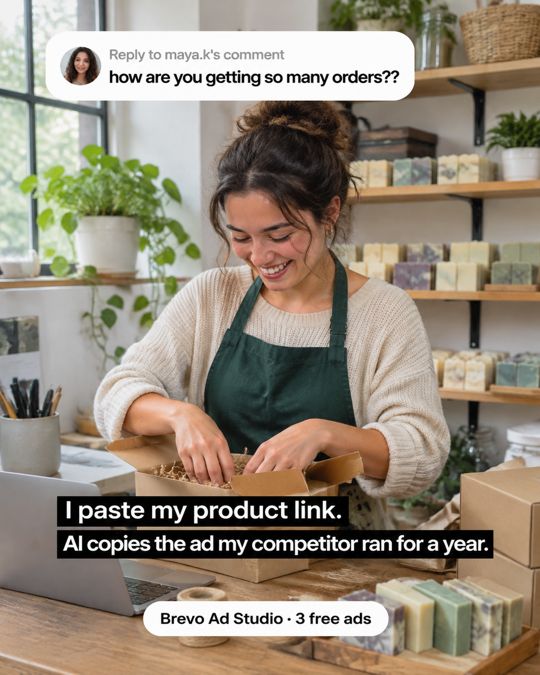 Reply to maya.k's comment
how are you getting so many orders??
I paste my product link.
AI copies the ad my competitor ran for a year.
Brevo Ad Studio · 3 free ads